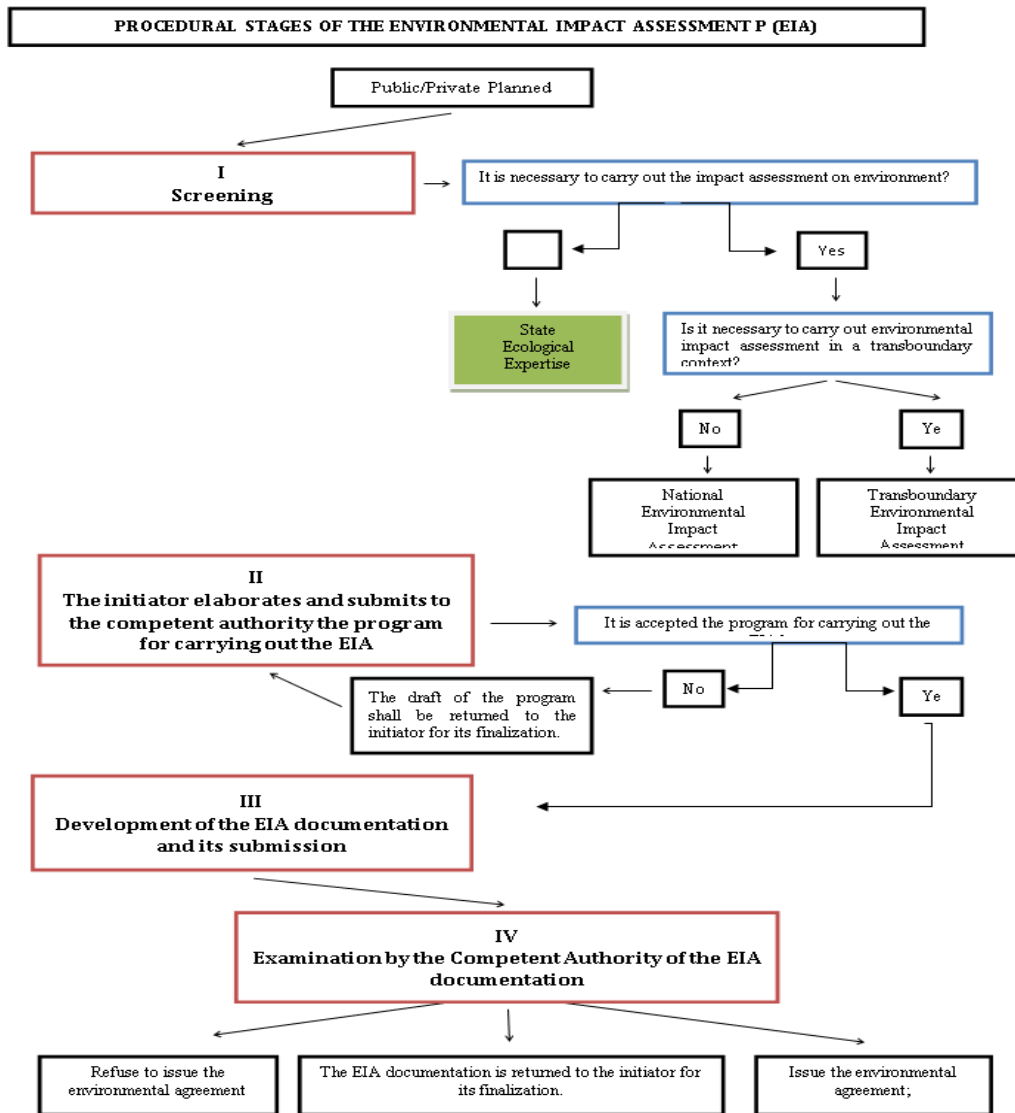 PROCEDURAL STAGES OF THE ENVIRONMENTAL IMPACT ASSESSMENT P (EIA)
Public/Private Planned
I
Screening
It is necessary to carry out the impact assessment on environment?
Yes
State
Ecological
Expertise
Is it necessary to carry out environmental
impact assessment in a transboundary
context?
No
Ye
National
Environmental
Impact
Assessment
Transboundary
Environmental
Impact
Assessment
II
The initiator elaborates and submits to
the competent authority the program
for carrying out the EIA
It is accepted the program for carrying out the
No
Ye
The draft of the program
shall be returned to the
initiator for its finalization.
III
Development of the EIA documentation
and its submission
IV
Examination by the Competent Authority of the EIA
documentation
Refuse to issue the
environmental agreement
The EIA documentation is returned to the initiator for
its finalization.
Issue the environmental
agreement;